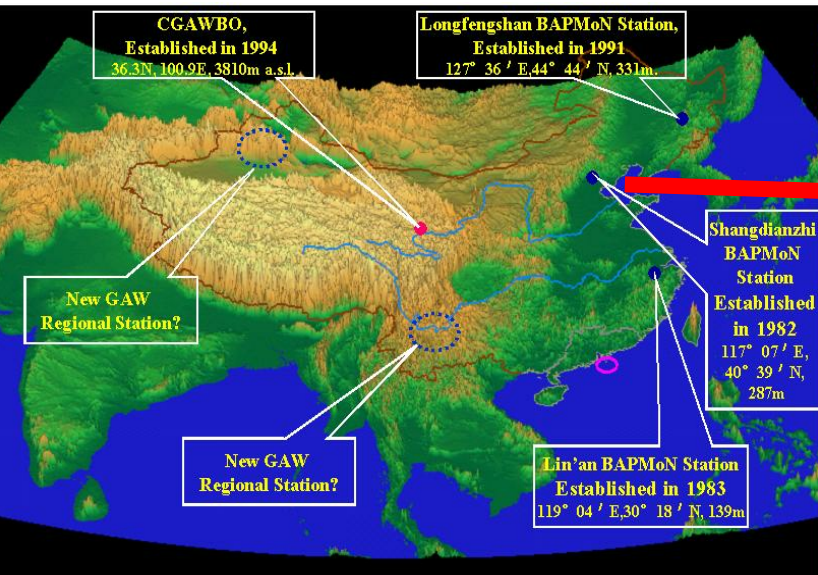 CGAWBO,
Established in 1994
36.3N, 100.9E, 3810m a.s.l.
Longfengshan BAPMoN Station,
Established in 1991
127° 36′ E,44° 44′ N, 331m.
Shangdianzhi
BAPMoN
Station
Established
in 1982
117° 07′ E,
40° 39′ N,
287m
New GAW
Regional Station?
New GAW
Regional Station?
Lin'an BAPMoN Station
Established in 1983
119° 04′ E,30° 18′ N, 139m